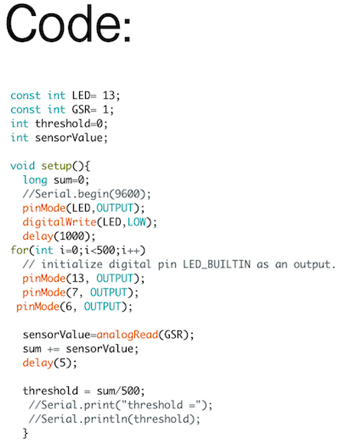 Code:
const int LED= 13;
const int GSR= 1;
int threshold=0;
int sensorValue;
void setup(){
long sum=0;
//Serial.begin(9600);
pinMode(LED,OUTPUT);
digitalWrite(LED,LOW);
delay(1000);
for(int i=0;i<500;i++)
// initialize digital pin LED_BUILTIN as an output.
pinMode(13, OUTPUT);
pinMode(7, OUTPUT);
pinMode(6, OUTPUT);
sensorValue=analogRead(GSR);
sum += sensorValue;
delay(5);
threshold = sum/500;
//Serial.print("threshold =");
//Serial.println(threshold);
}